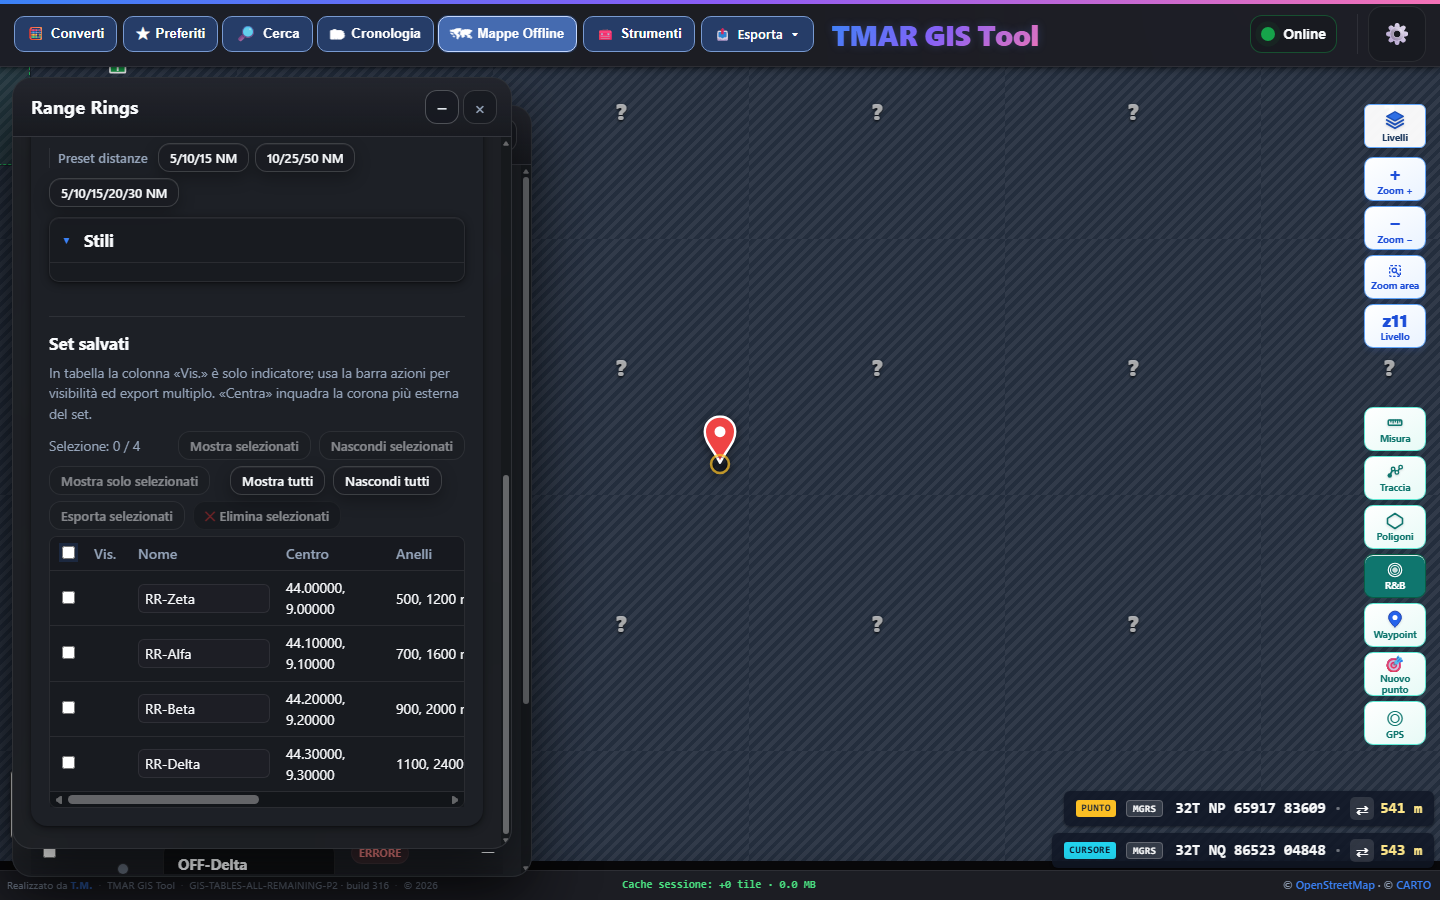 Converti
Preferiti
Cerca
Cronologia
Mappe Offline
Strumenti
Esporta
TMAR GIS Tool
Online
Range Rings
Preset distanze
5/10/15 NM
10/25/50 NM
5/10/15/20/30 NM
Stili
Set salvati
In tabella la colonna «Vis.» è solo indicatore; usa la barra azioni per
visibilità ed export multiplo. «Centra» inquadra la corona più esterna
del set.
Selezione: 0 / 4
Mostra selezionati
Nascondi selezionati
Mostra solo selezionati
Mostra tutti
Nascondi tutti
Esporta selezionati
Elimina selezionati
Vis. Nome Centro Anelli
RR-Zeta 44.00000, 9.00000 500, 1200
RR-Alfa 44.10000, 9.10000 700, 1600
RR-Beta 44.20000, 9.20000 900, 2000
RR-Delta 44.30000, 9.30000 1100, 2400
OFF-Delta ERRORE —
? ? ?
? ? ? ?
? ? ?
Livelli
+
Zoom +
−
Zoom −
Zoom area
z11
Livello
Misura
Traccia
Poligoni
R&B
Waypoint
Nuovo
punto
GPS
PUNTO MGRS 32T NP 65917 83609 • ⇄ 541 m
CURSORE MGRS 32T NQ 86523 04848 • ⇄ 543 m
Realizzato da T.M. · TMAR GIS Tool · GIS-TABLES-ALL-REMAINING-P2 · build 316 · © 2026
Cache sessione: +0 tile · 0.0 MB
© OpenStreetMap · © CARTO